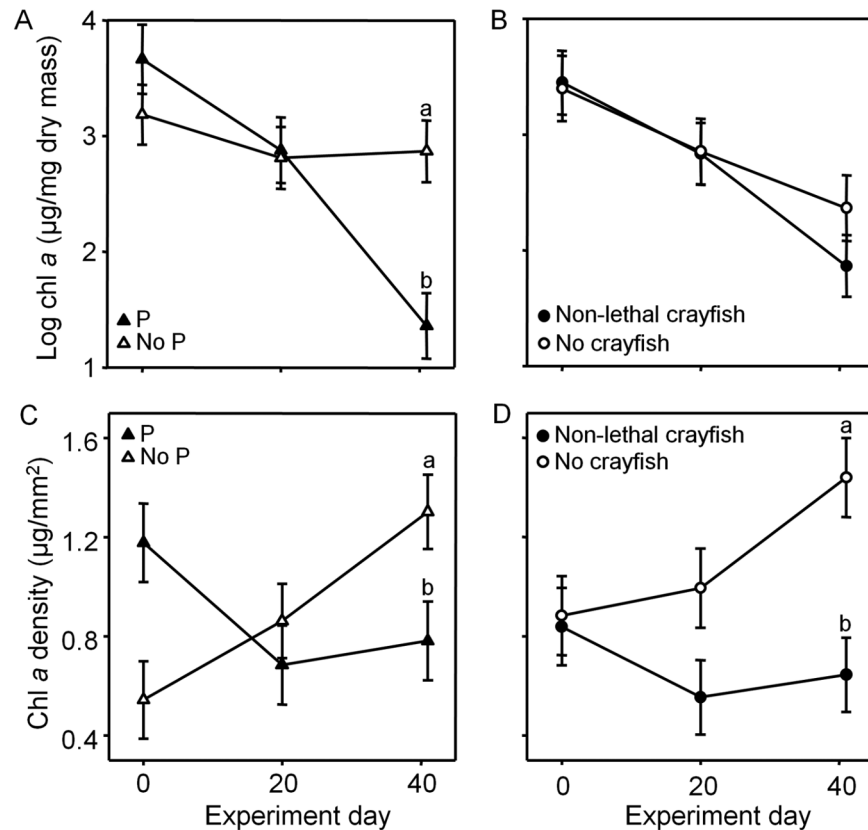 A
B
4
3
2
1
Log chl a (µg/mg dry mass)
a
b
P
No P
Non-lethal crayfish
No crayfish
C
D
1.6
1.2
0.8
0.4
Chl a density (µg/mm²)
P
No P
a
b
Non-lethal crayfish
No crayfish
a
b
0
20
40
Experiment day
0
20
40
Experiment day